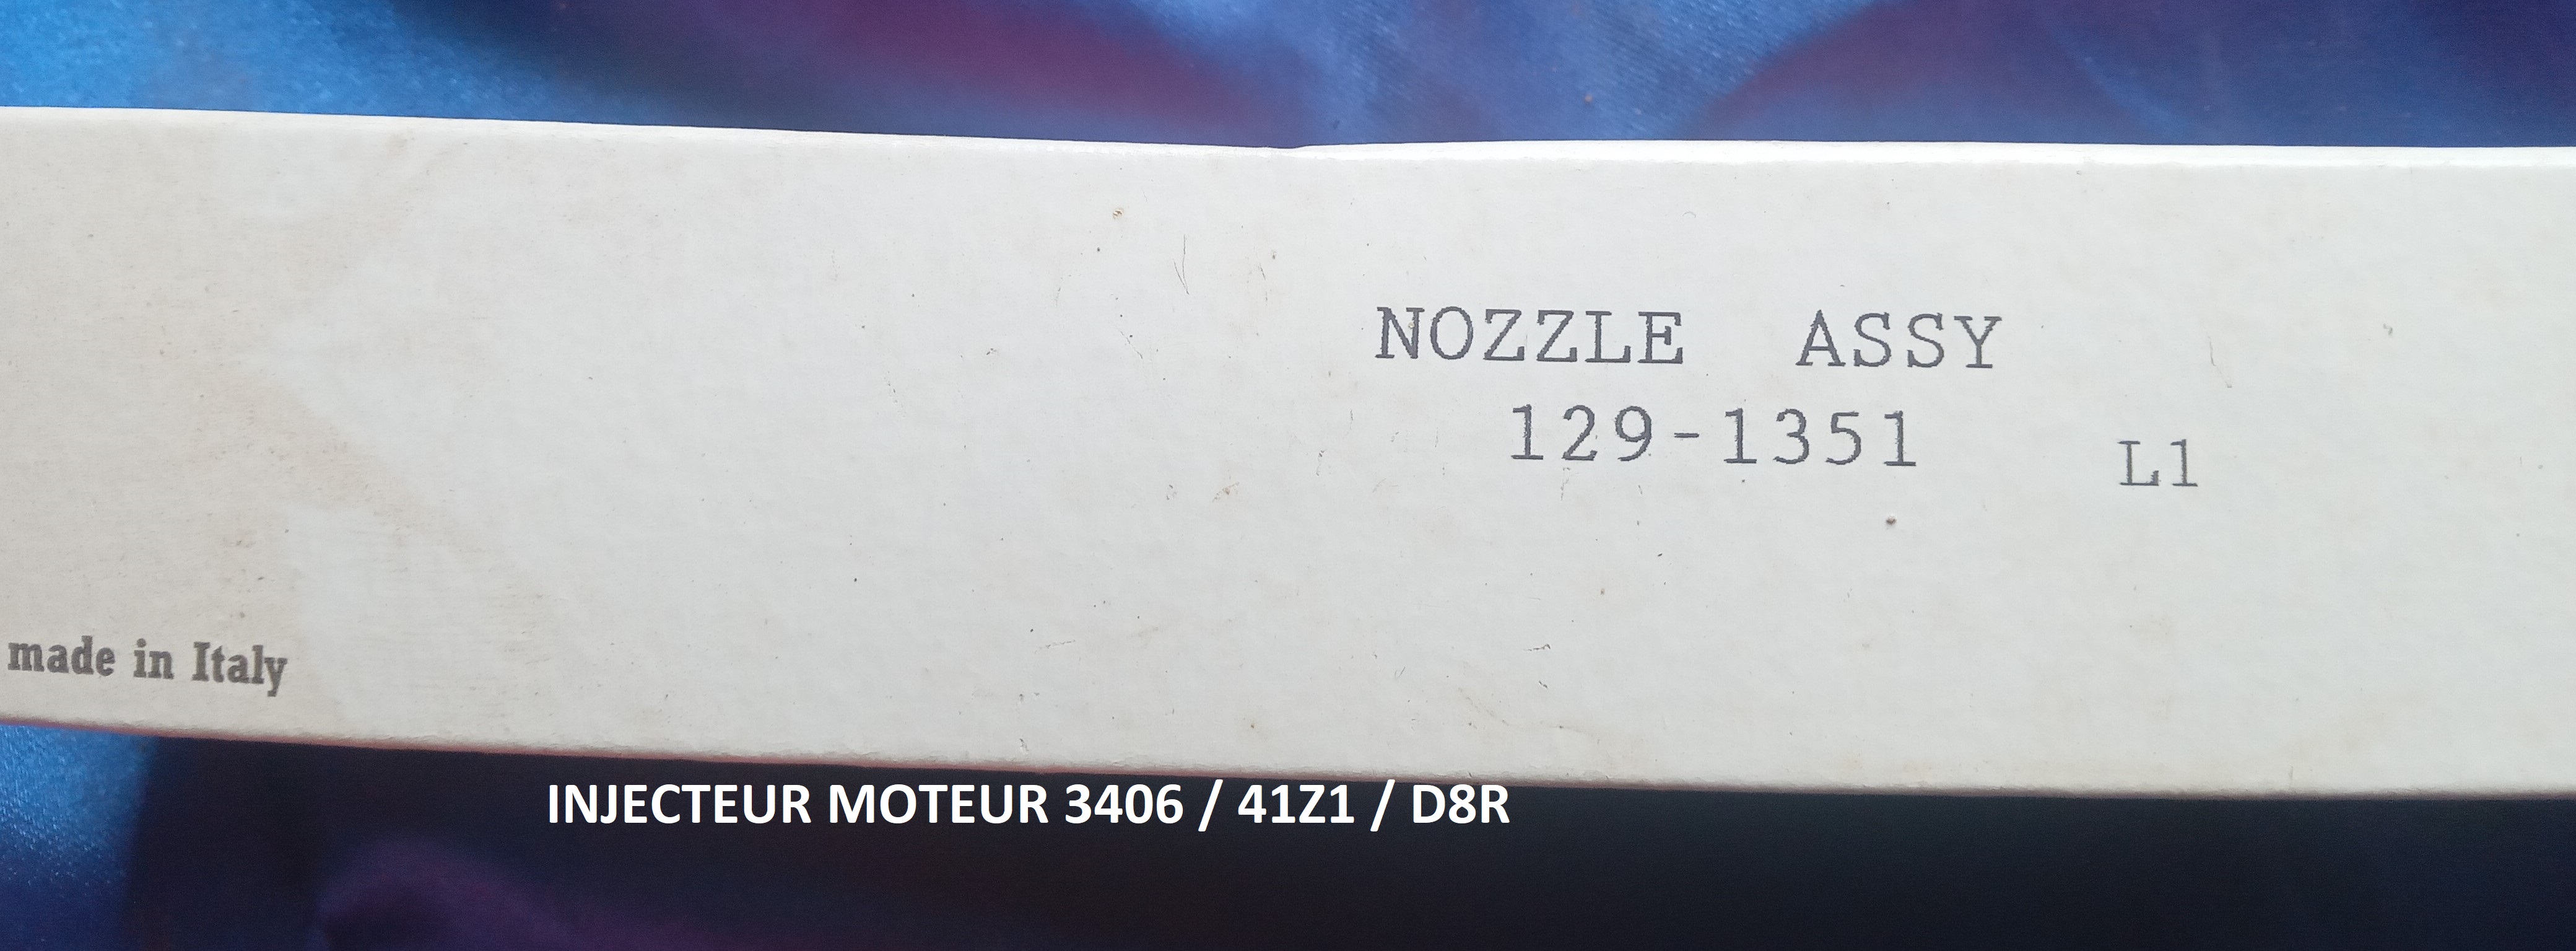 NOZZLE ASSY
129-1351 L1
made in Italy
INJECTEUR MOTEUR 3406 / 41Z1 / D8R